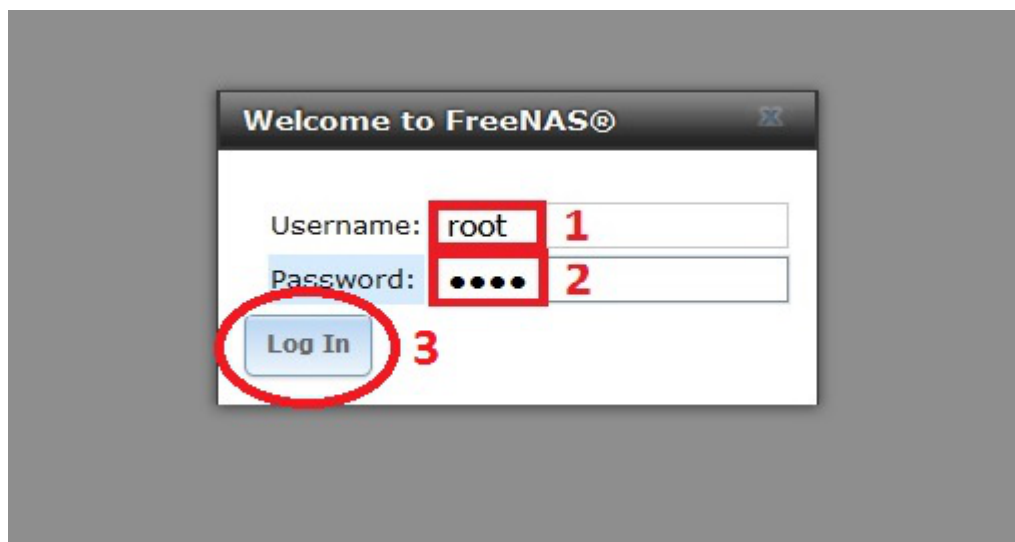 Welcome to FreeNAS®
Username: root 1
Password: •••• 2
Log In 3